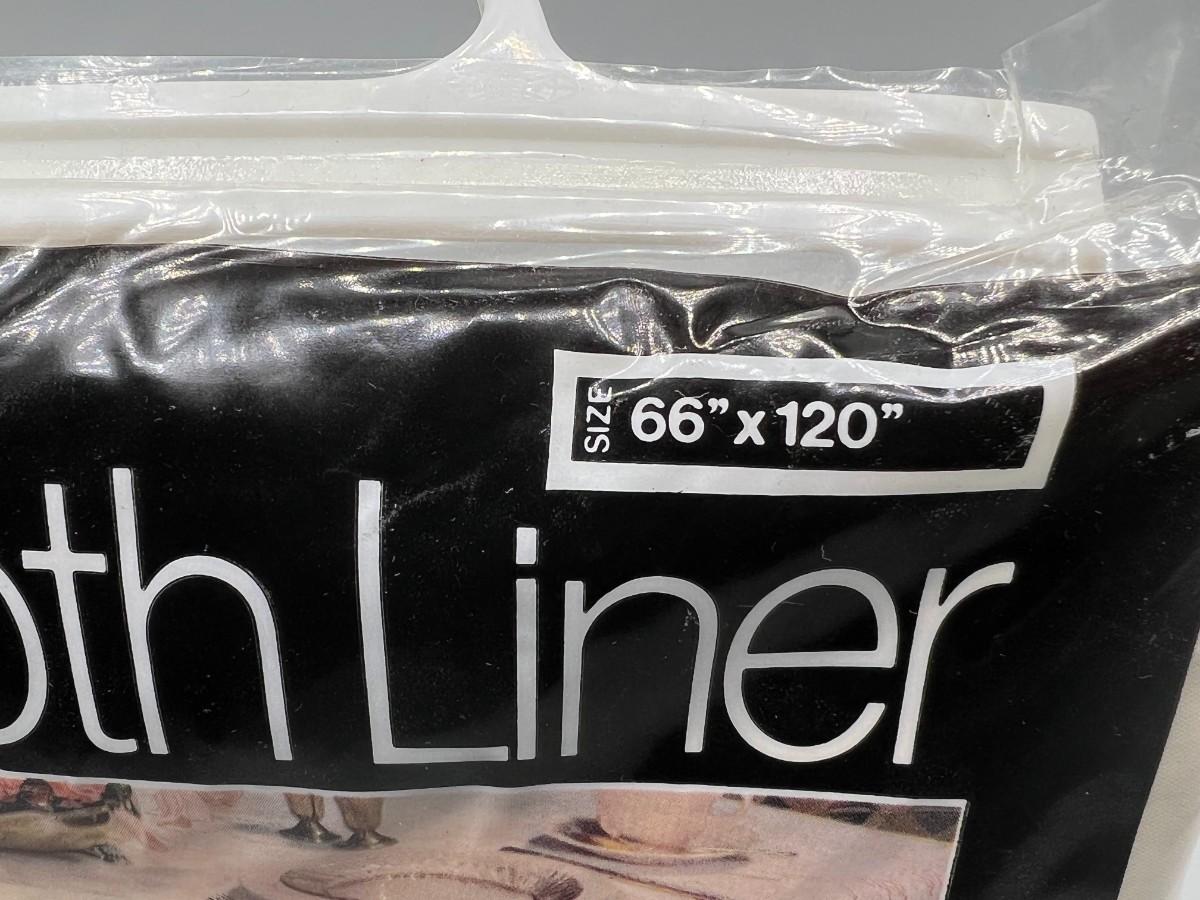 SIZE 66” x 120”
oth Liner